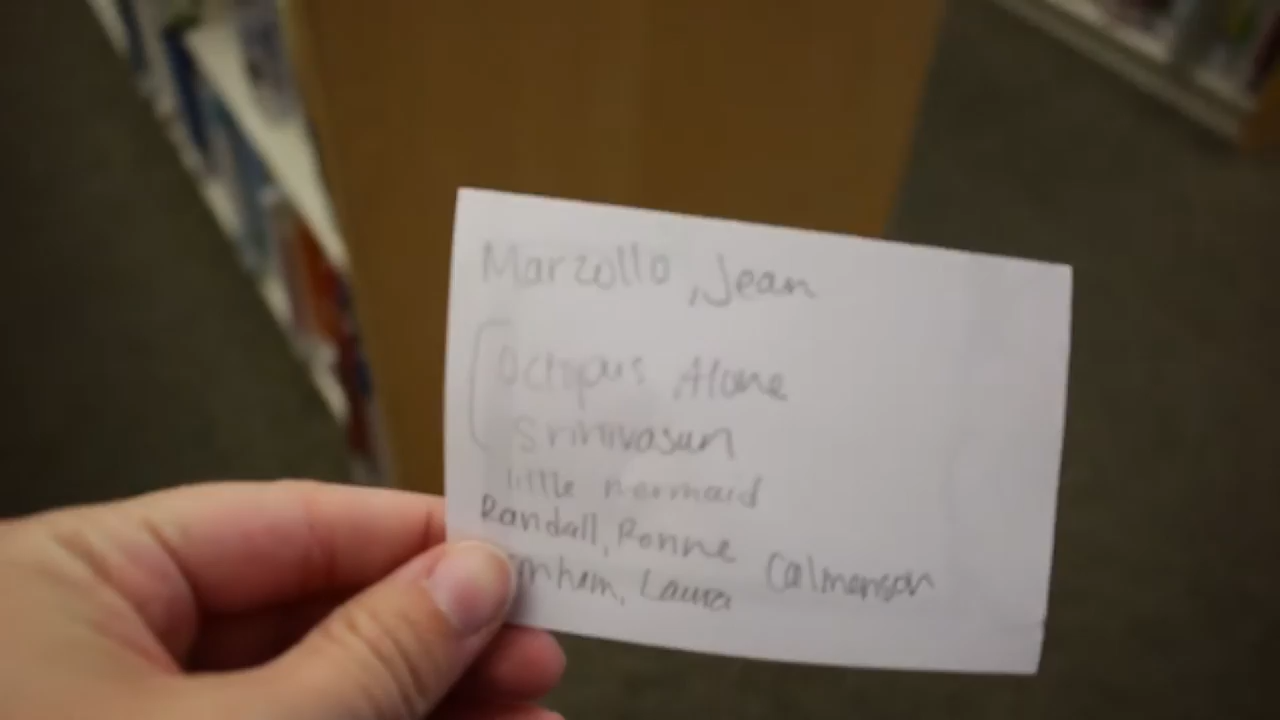 Marzollo, Jean
Octopus Alone
Srinivasan
little mermaid
Randall, Ronne Calmenson
Laura